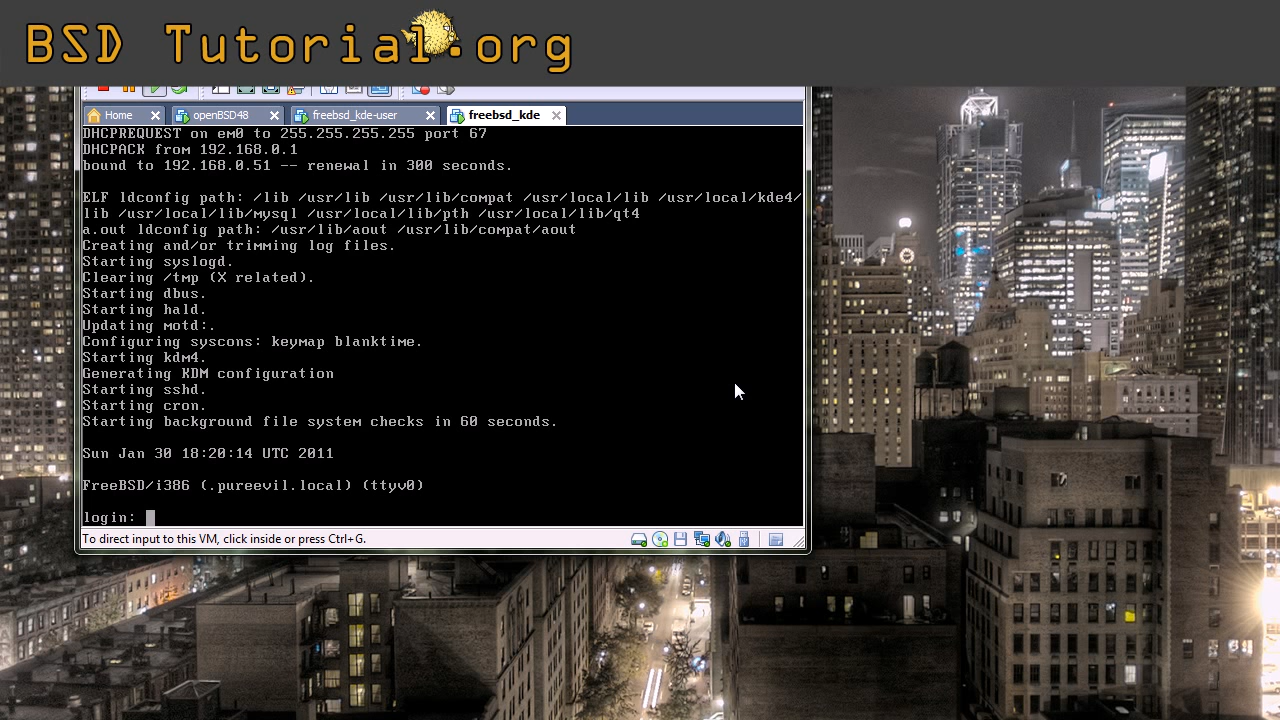 BSD Tutorial.org
Home
openBSD48
freebsd_kde-user
freebsd_kde
DHCPREQUEST on em0 to 255.255.255.255 port 67
DHCPACK from 192.168.0.1
bound to 192.168.0.51 -- renewal in 300 seconds.
ELF ldconfig path: /lib /usr/lib /usr/lib/compat /usr/local/lib /usr/local/kde4/
lib /usr/local/lib/mysql /usr/local/lib/pth /usr/local/lib/qt4
a.out ldconfig path: /usr/lib/aout /usr/lib/compat/aout
Creating and/or trimming log files.
Starting syslogd.
Clearing /tmp (X related).
Starting dbus.
Starting hald.
Updating motd:.
Configuring syscons: keymap blanktime.
Starting kdm4.
Generating KDM configuration
Starting sshd.
Starting cron.
Starting background file system checks in 60 seconds.
Sun Jan 30 18:20:14 UTC 2011
FreeBSD/i386 (.pureevil.local) (ttyv0)
login:
To direct input to this VM, click inside or press Ctrl+G.